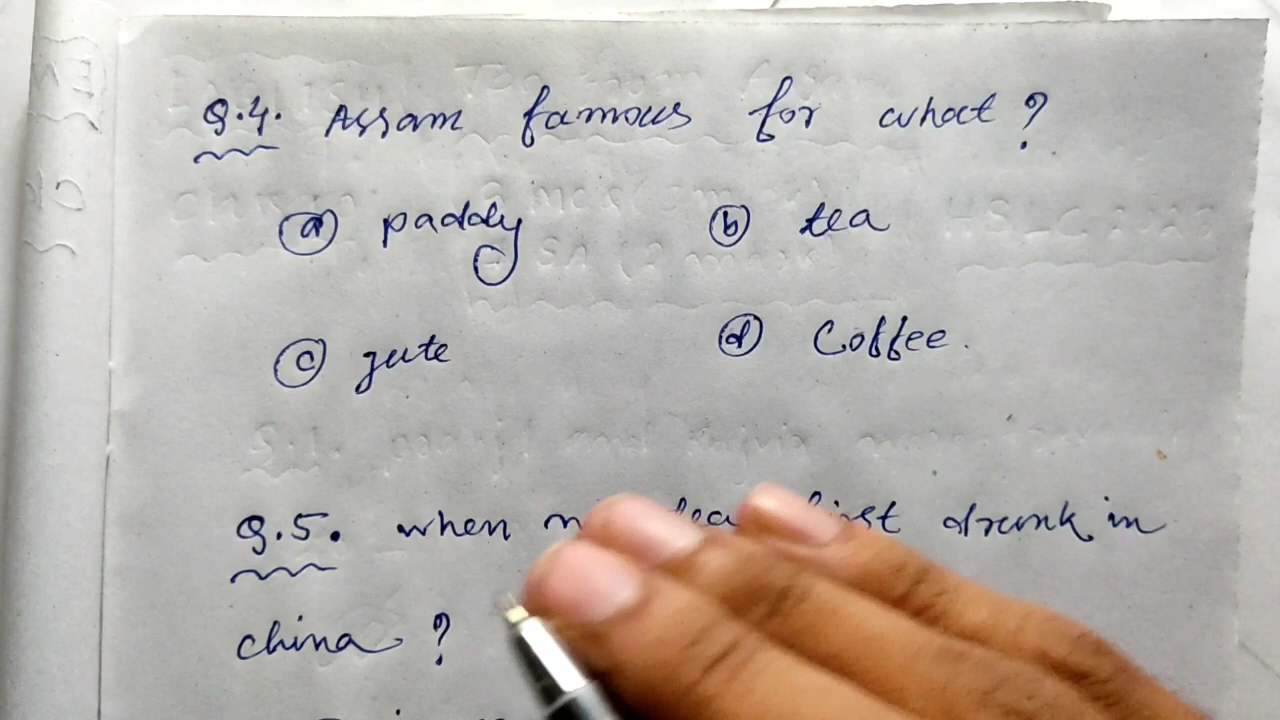 Q.4. Assam famous for what ?
(a) paddy (b) tea
(c) jute (d) Coffee.
Q.5. when first drunk in
china ?